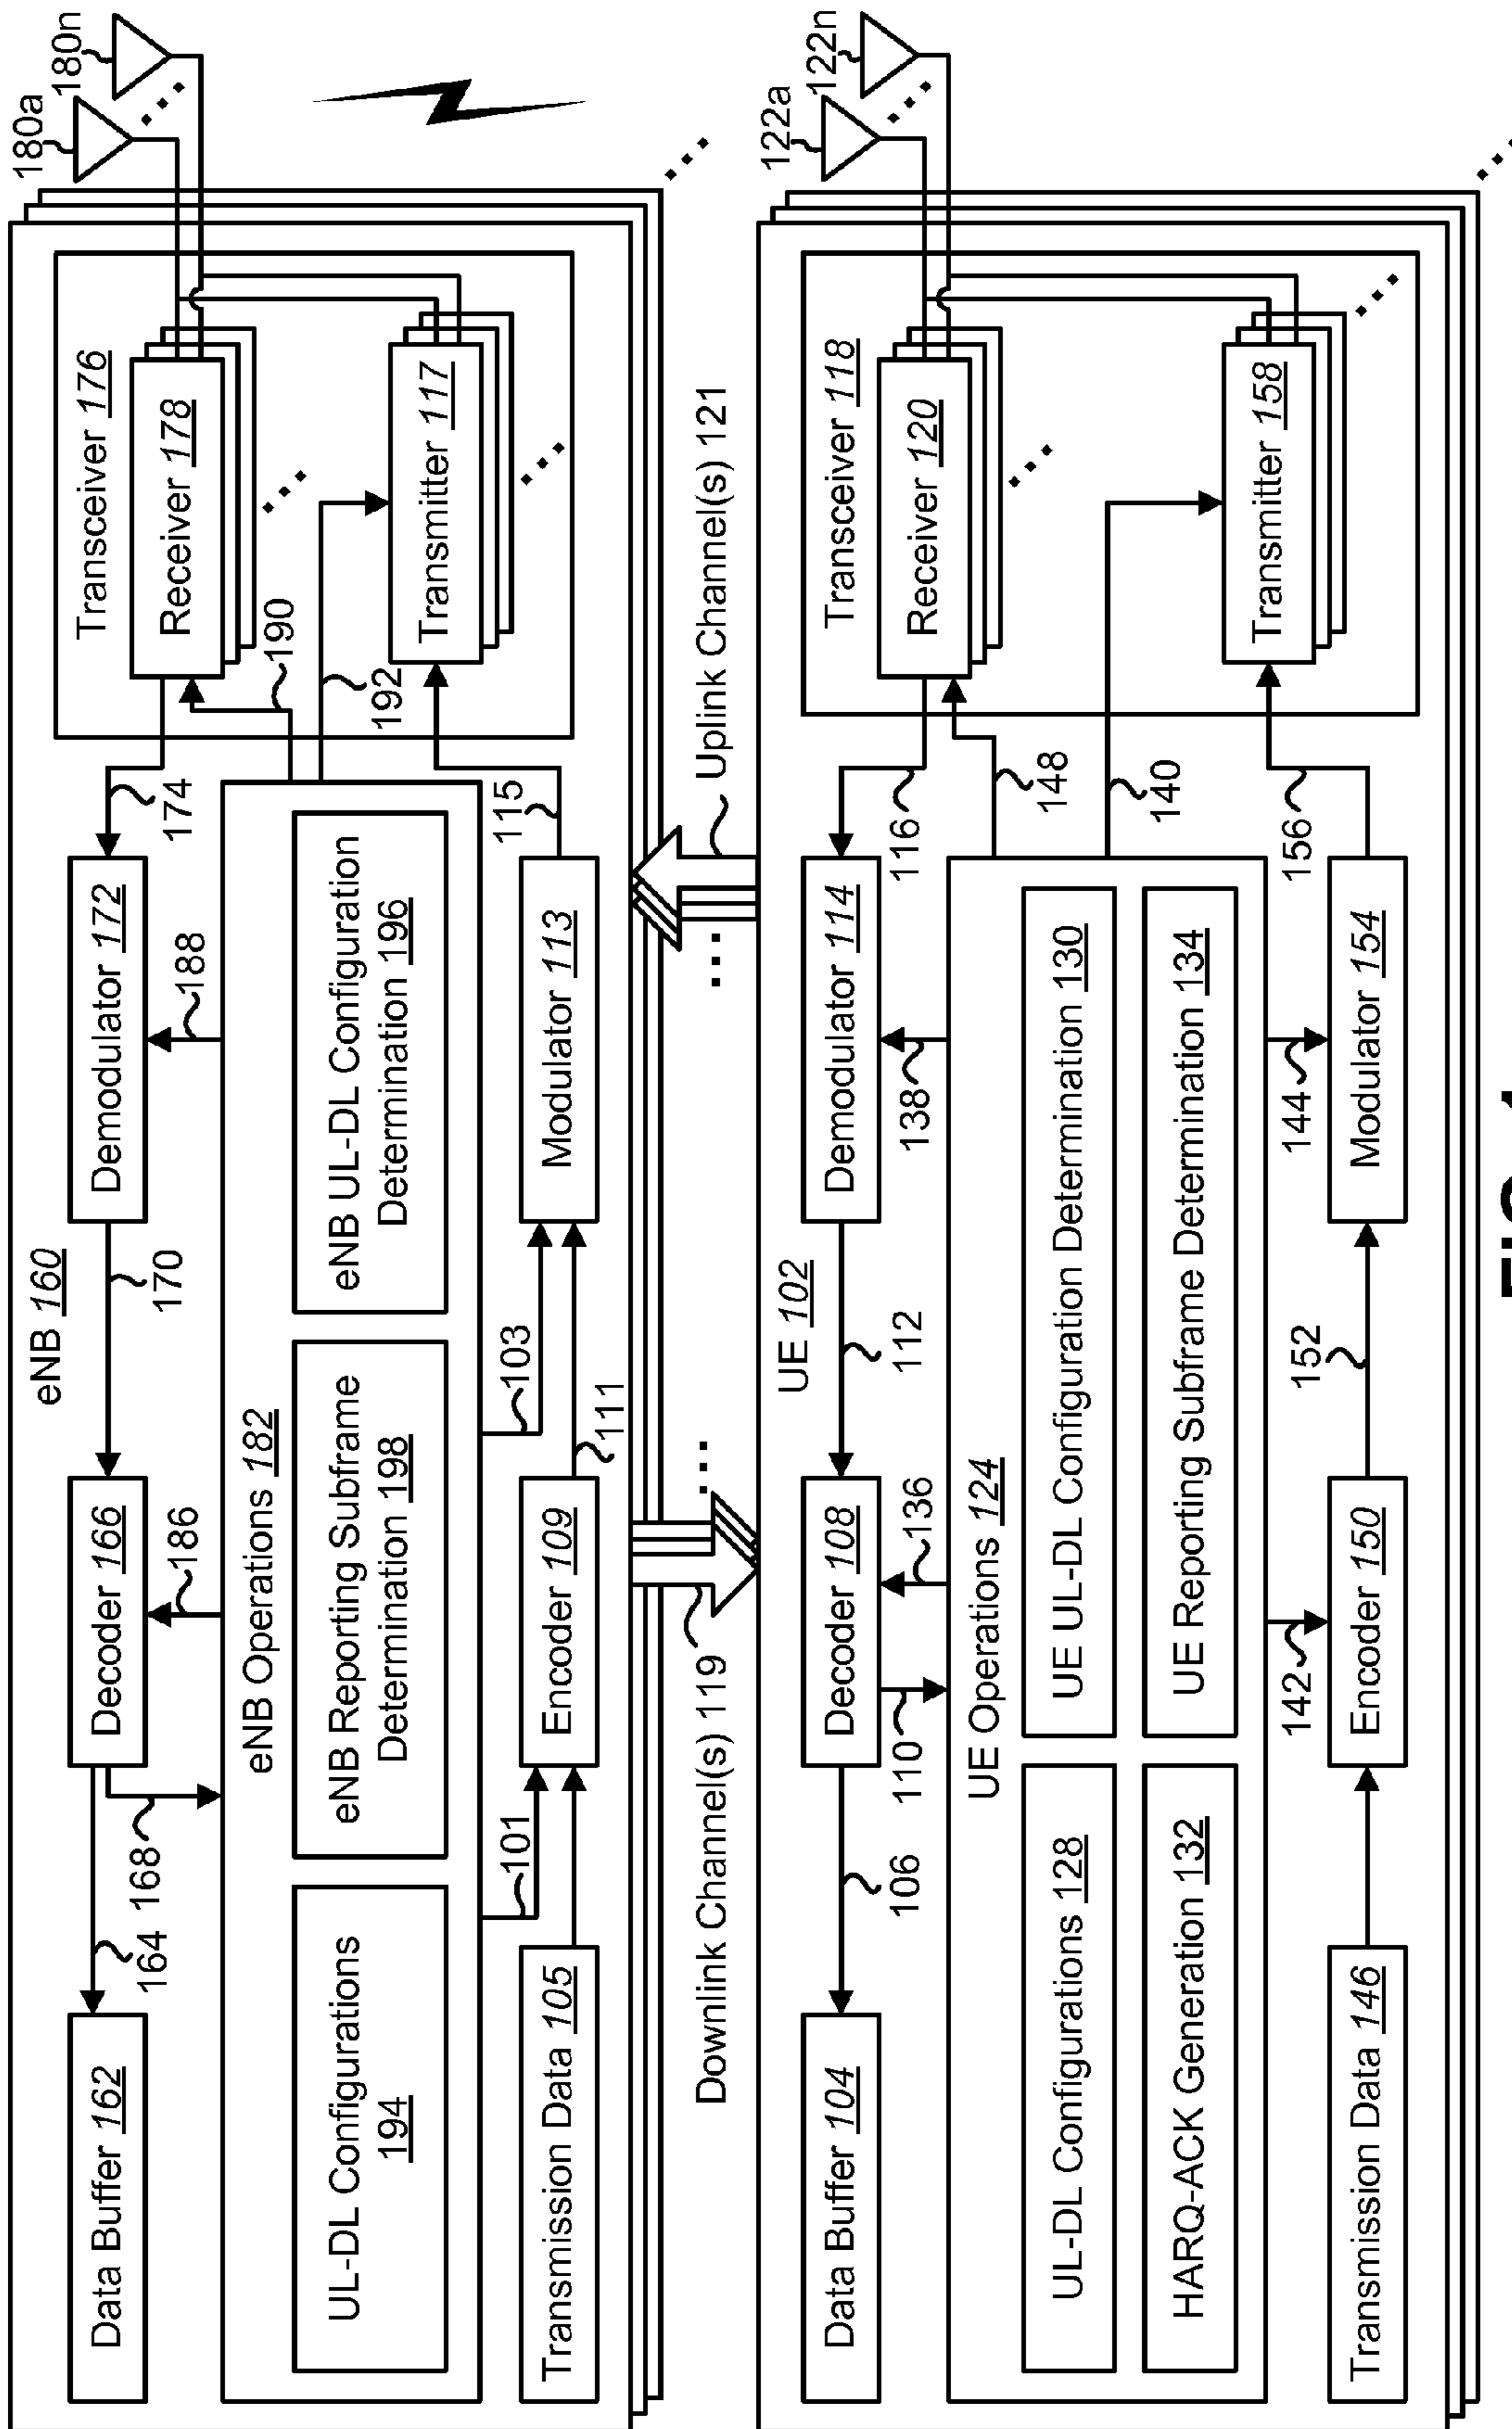 eNB 160
Data Buffer 162
164
168
Decoder 166
186
170
Demodulator 172
188
174
Transceiver 176
Receiver 178
180a
180n
190
192
Transmitter 117
eNB Operations 182
UL-DL Configurations
194
eNB Reporting Subframe
Determination 198
eNB UL-DL Configuration
Determination 196
Transmission Data 105
101
Encoder 109
111
103
Modulator 113
115
Downlink Channel(s) 119
Uplink Channel(s) 121
UE 102
Data Buffer 104
106
Decoder 108
110
136
112
Demodulator 114
138
116
Transceiver 118
Receiver 120
122a
122n
148
140
Transmitter 158
UE Operations 124
UL-DL Configurations 128
UE UL-DL Configuration Determination 130
HARQ-ACK Generation 132
UE Reporting Subframe Determination 134
142
144
156
Transmission Data 146
Encoder 150
152
Modulator 154